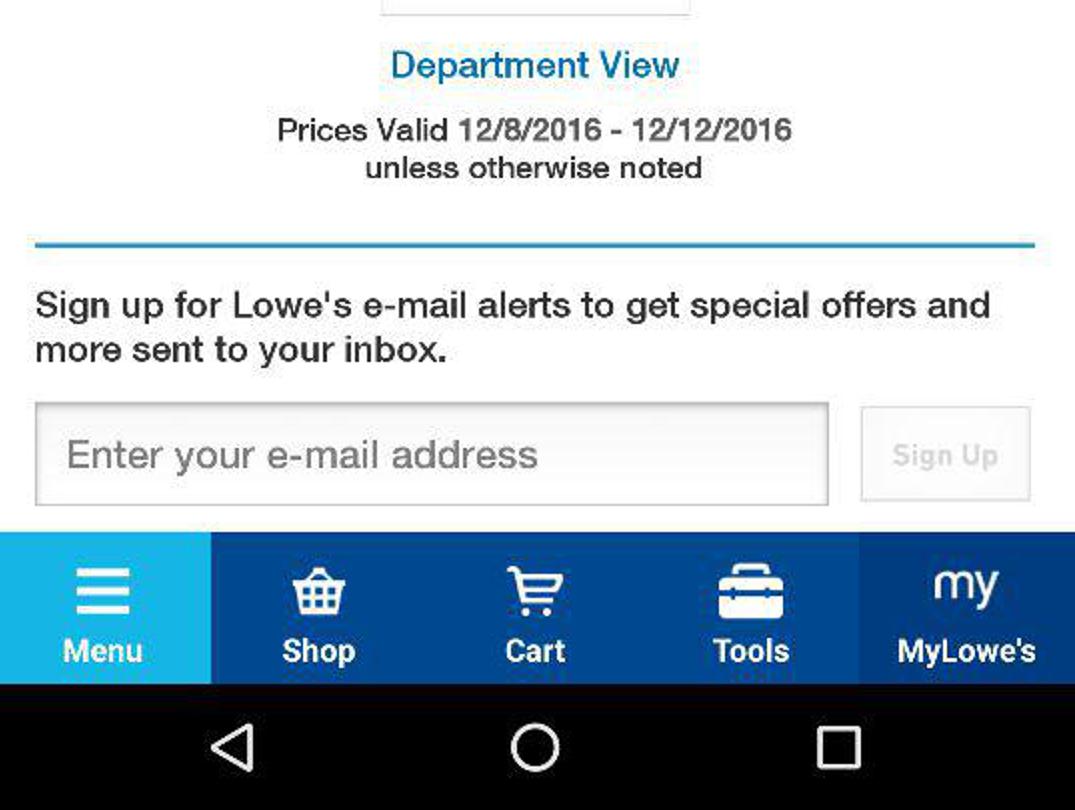 Department View
Prices Valid 12/8/2016 - 12/12/2016
unless otherwise noted
Sign up for Lowe's e-mail alerts to get special offers and
more sent to your inbox.
Enter your e-mail address
Sign Up
my
Menu
Shop
Cart
Tools
MyLowe's